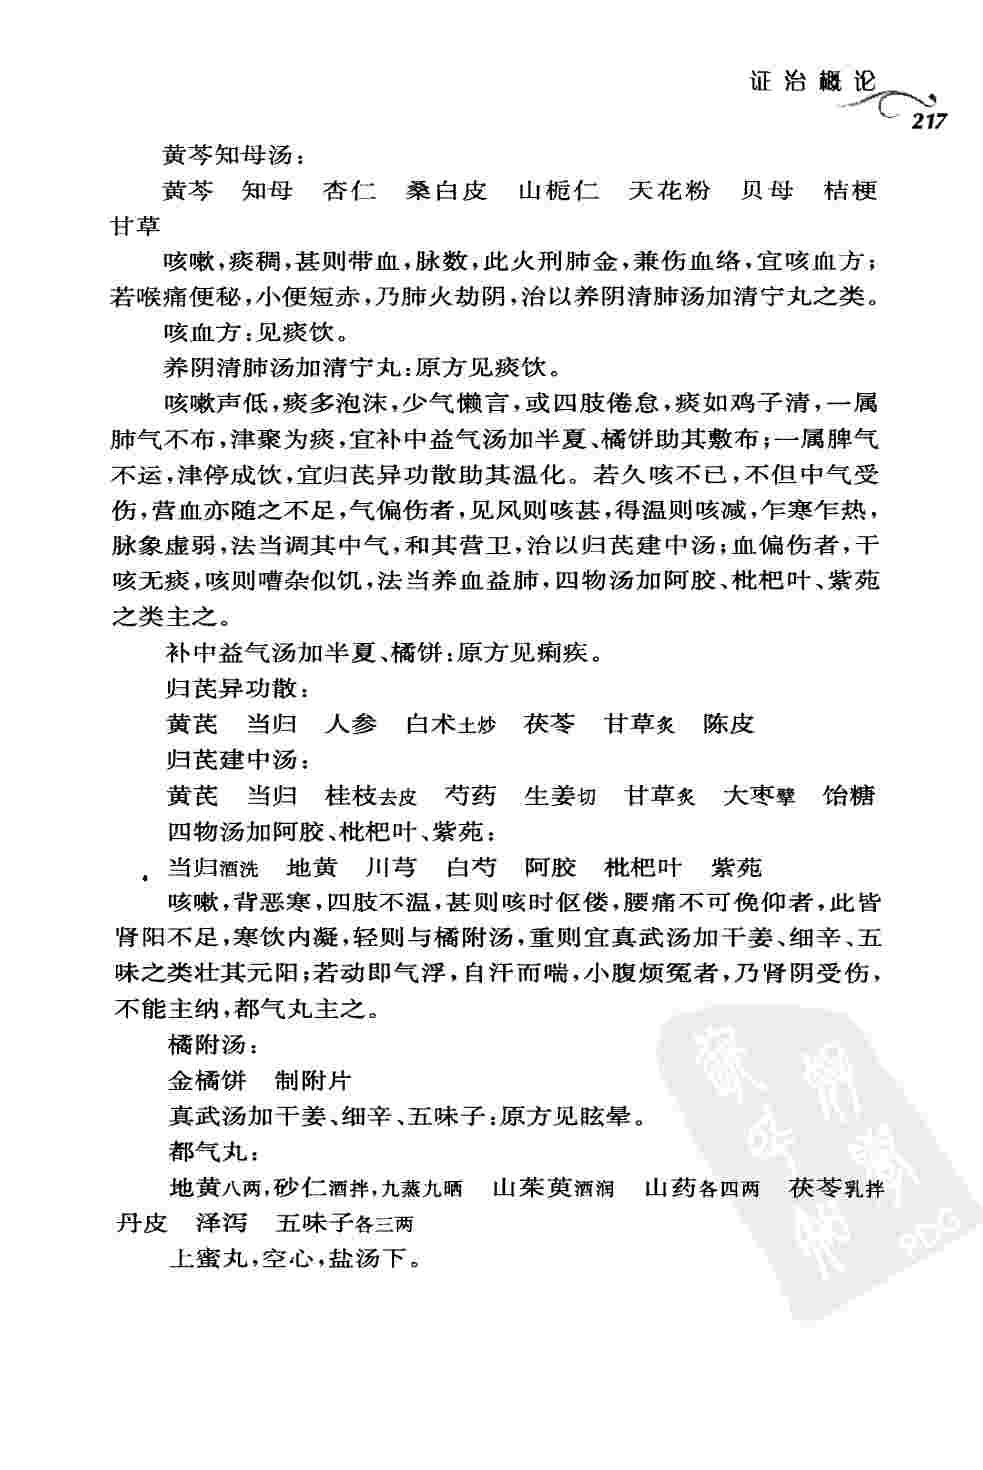 证治概论
217
黄芩知母汤：
黄芩　知母　杏仁　桑白皮　山栀仁　天花粉　贝母　桔梗
甘草
咳嗽，痰稠，甚则带血，脉数，此火刑肺金，兼伤血络，宜咳血方；
若喉痛便秘，小便短赤，乃肺火劫阴，治以养阴清肺汤加清宁丸之类。
咳血方：见痰饮。
养阴清肺汤加清宁丸：原方见痰饮。
咳嗽声低，痰多泡沫，少气懒言，或四肢倦怠，痰如鸡子清，一属
肺气不布，津聚为痰，宜补中益气汤加半夏、橘饼助其敷布；一属脾气
不运，津停成饮，宜归芪异功散助其温化。若久咳不已，不但中气受
伤，营血亦随之不足，气偏伤者，见风则咳甚，得温则咳减，乍寒乍热，
脉象虚弱，法当调其中气，和其营卫，治以归芪建中汤；血偏伤者，干
咳无痰，咳则嘈杂似饥，法当养血益肺，四物汤加阿胶、枇杷叶、紫苑
之类主之。
补中益气汤加半夏、橘饼：原方见痢疾。
归芪异功散：
黄芪　当归　人参　白术土炒　茯苓　甘草炙　陈皮
归芪建中汤：
黄芪　当归　桂枝去皮　芍药　生姜切　甘草炙　大枣擘　饴糖
四物汤加阿胶、枇杷叶、紫苑：
当归酒洗　地黄　川芎　白芍　阿胶　枇杷叶　紫苑
咳嗽，背恶寒，四肢不温，甚则咳时伛偻，腰痛不可俛仰者，此皆
肾阳不足，寒饮内凝，轻则与橘附汤，重则宜真武汤加干姜、细辛、五
味之类壮其元阳；若动即气浮，自汗而喘，小腹烦冤者，乃肾阴受伤，
不能主纳，都气丸主之。
橘附汤：
金橘饼　制附片
真武汤加干姜、细辛、五味子：原方见眩晕。
都气丸：
地黄八两，砂仁酒拌，九蒸九晒　山茱萸酒润　山药各四两　茯苓乳拌
丹皮　泽泻　五味子各三两
上蜜丸，空心，盐汤下。
PDG